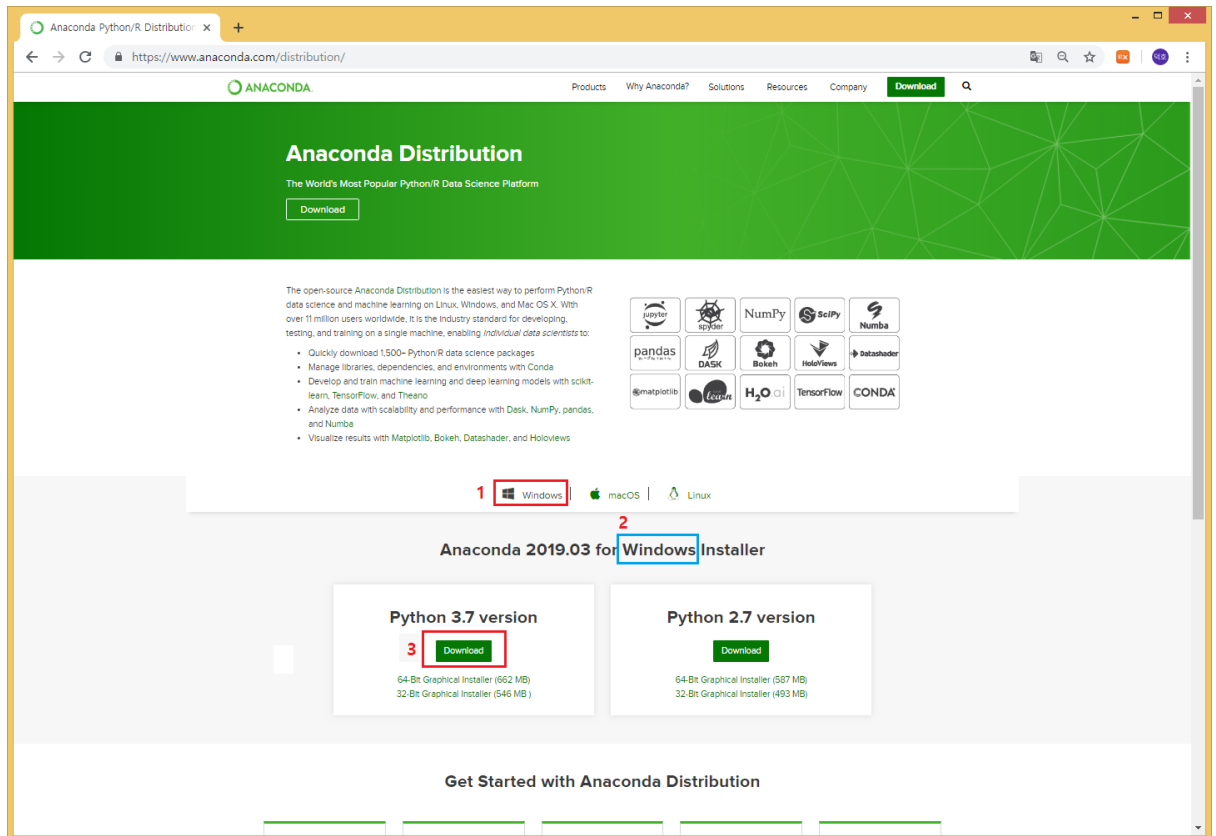 Anaconda Python/R Distribution
https://www.anaconda.com/distribution/
ANACONDA.
Products Why Anaconda? Solutions Resources Company Download
Anaconda Distribution
The World's Most Popular Python/R Data Science Platform
Download
The open-source Anaconda Distribution is the easiest way to perform Python/R
data science and machine learning on Linux, Windows, and Mac OS X. With
over 11 million users worldwide, it is the industry standard for developing,
testing, and training on a single machine, enabling individual data scientists to:
• Quickly download 1,500+ Python/R data science packages
• Manage libraries, dependencies, and environments with Conda
• Develop and train machine learning and deep learning models with scikit-
learn, TensorFlow, and Theano
• Analyze data with scalability and performance with Dask, NumPy, pandas,
and Numba
• Visualize results with Matplotlib, Bokeh, Datashader, and Holoviews
jupyter spyder NumPy SciPy Numba
pandas DASK Bokeh HoloViews Datashader
matplotlib learn H2O.ai TensorFlow CONDA
1 Windows macOS Linux
2
Anaconda 2019.03 for Windows Installer
Python 3.7 version
3 Download
64-Bit Graphical Installer (662 MB)
32-Bit Graphical Installer (546 MB )
Python 2.7 version
Download
64-Bit Graphical Installer (587 MB)
32-Bit Graphical Installer (493 MB)
Get Started with Anaconda Distribution